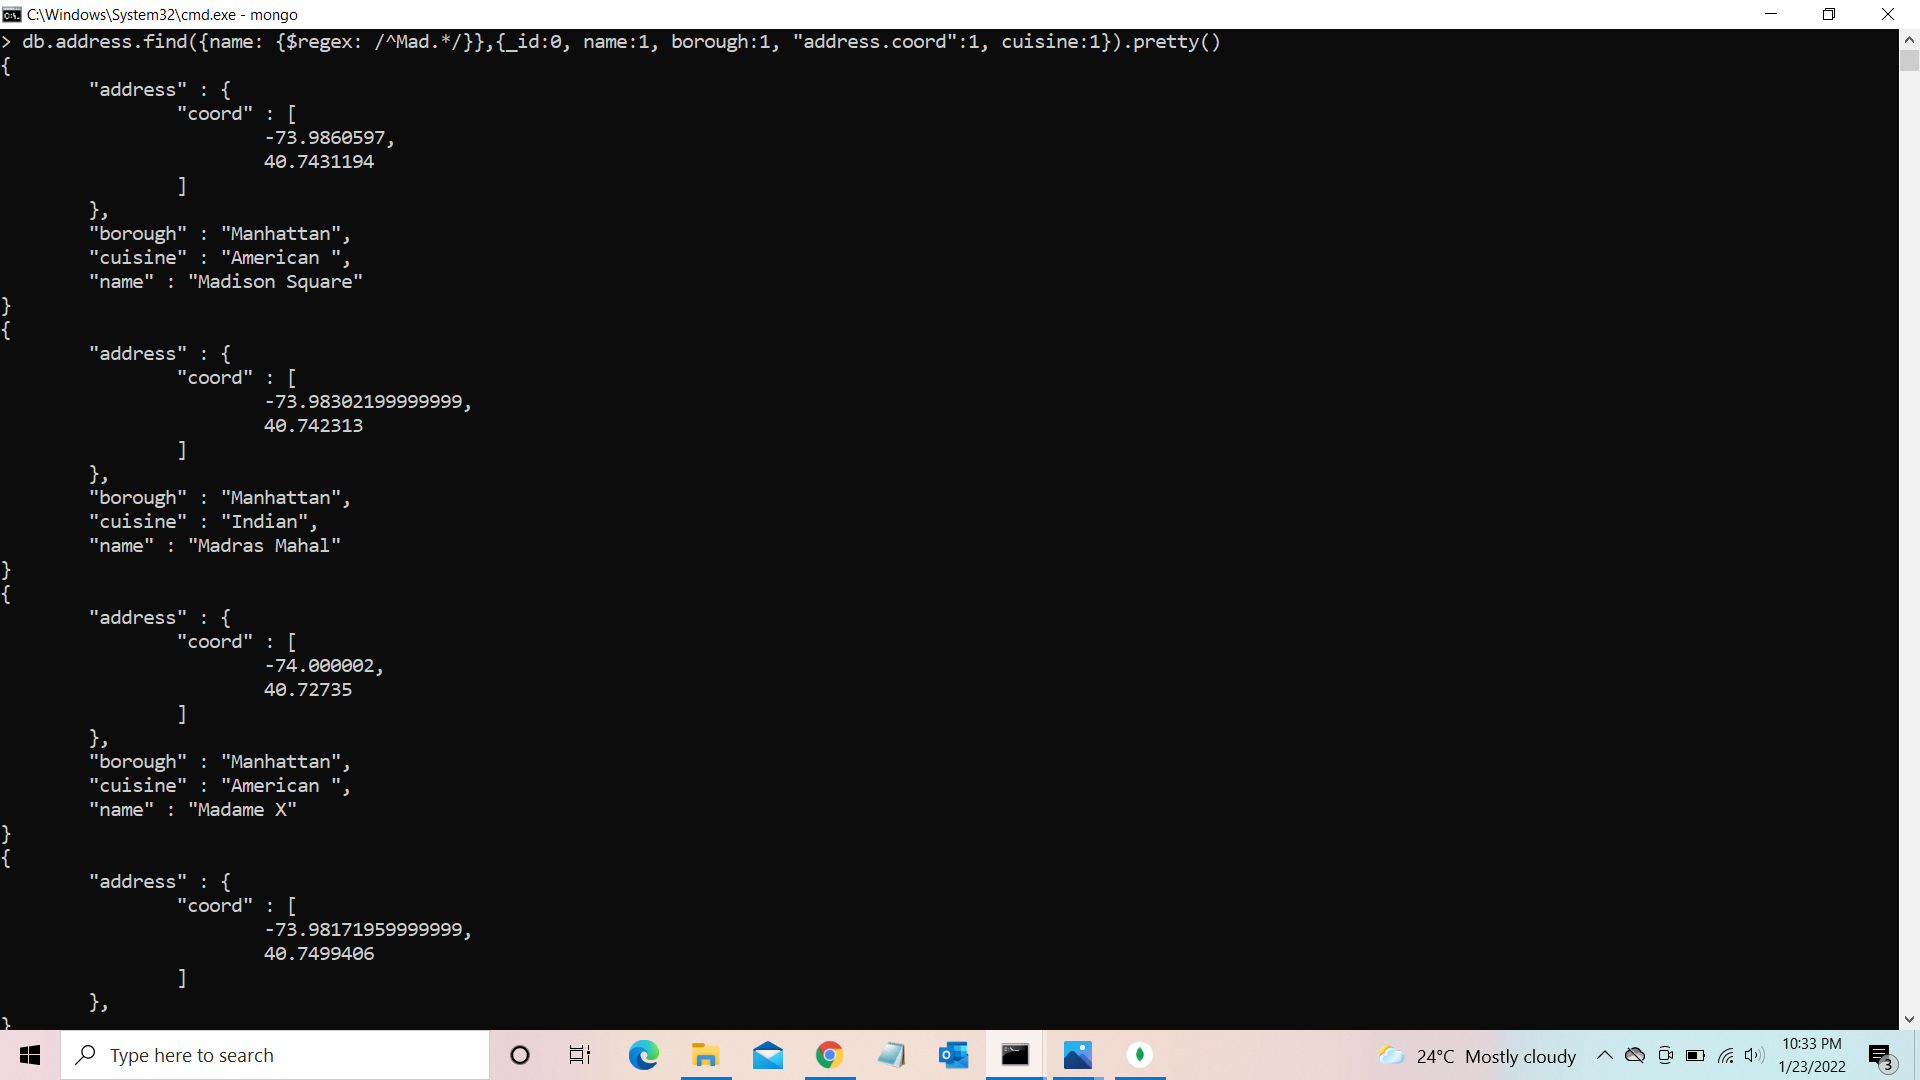 C:\Windows\System32\cmd.exe - mongo
> db.address.find({name: {$regex: /^Mad.*/}},{_id:0, name:1, borough:1, "address.coord":1, cuisine:1}).pretty()
{
"address" : {
"coord" : [
-73.9860597,
40.7431194
]
},
"borough" : "Manhattan",
"cuisine" : "American ",
"name" : "Madison Square"
}
{
"address" : {
"coord" : [
-73.98302199999999,
40.742313
]
},
"borough" : "Manhattan",
"cuisine" : "Indian",
"name" : "Madras Mahal"
}
{
"address" : {
"coord" : [
-74.000002,
40.72735
]
},
"borough" : "Manhattan",
"cuisine" : "American ",
"name" : "Madame X"
}
{
"address" : {
"coord" : [
-73.98171959999999,
40.7499406
]
},
}
Type here to search
24°C Mostly cloudy
10:33 PM
1/23/2022
3